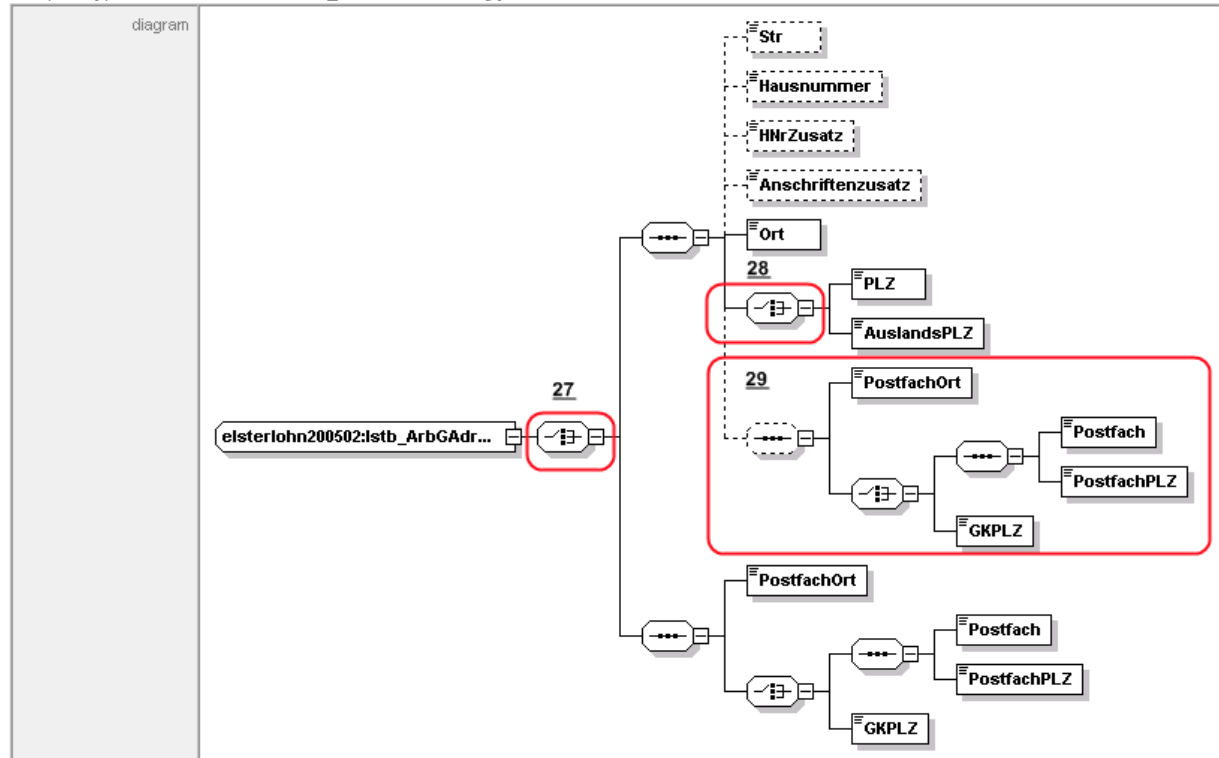 diagram
Str
Hausnummer
HNrZusatz
Anschriftenzusatz
Ort
28
PLZ
AuslandsPLZ
29
PostfachOrt
Postfach
PostfachPLZ
GKPLZ
27
elsterlohn200502:lstb_ArbGAdr...
PostfachOrt
Postfach
PostfachPLZ
GKPLZ